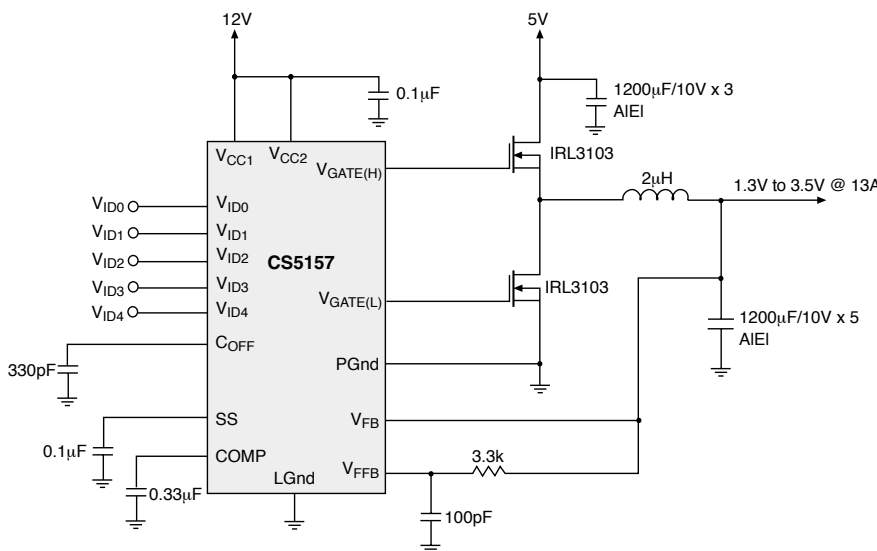 12V
5V
0.1μF
1200μF/10V x 3
AlEl
VCC1
VCC2
VGATE(H)
IRL3103
2μH
1.3V to 3.5V @ 13A
VID0
VID0
VID1
VID1
VID2
VID2
CS5157
VID3
VID3
VID4
VID4
VGATE(L)
IRL3103
1200μF/10V x 5
AlEl
COFF
330pF
PGnd
SS
VFB
0.1μF
COMP
3.3k
VFFB
LGnd
0.33μF
100pF